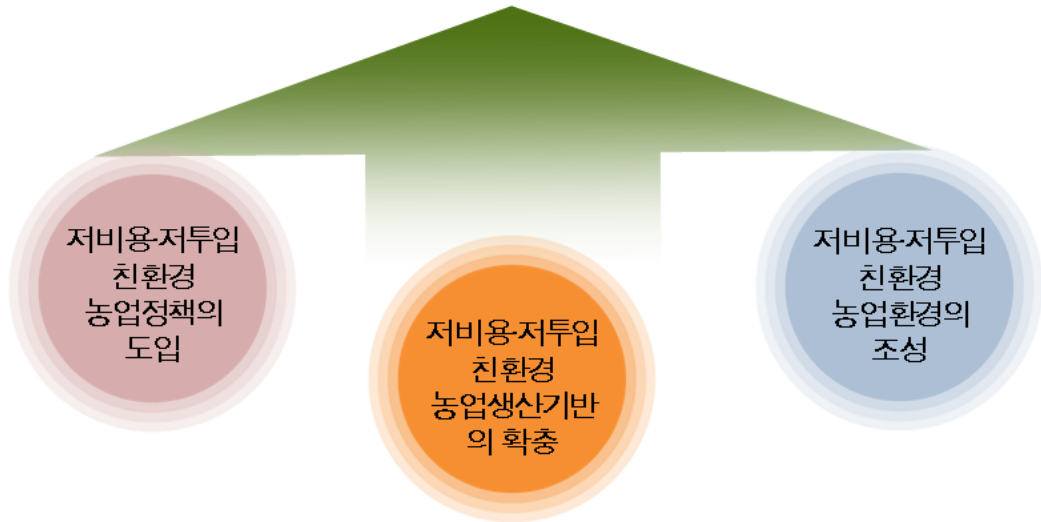 저비용·저투입
친환경
농업정책의
도입
저비용·저투입
친환경
농업생산기반
의 확충
저비용·저투입
친환경
농업환경의
조성